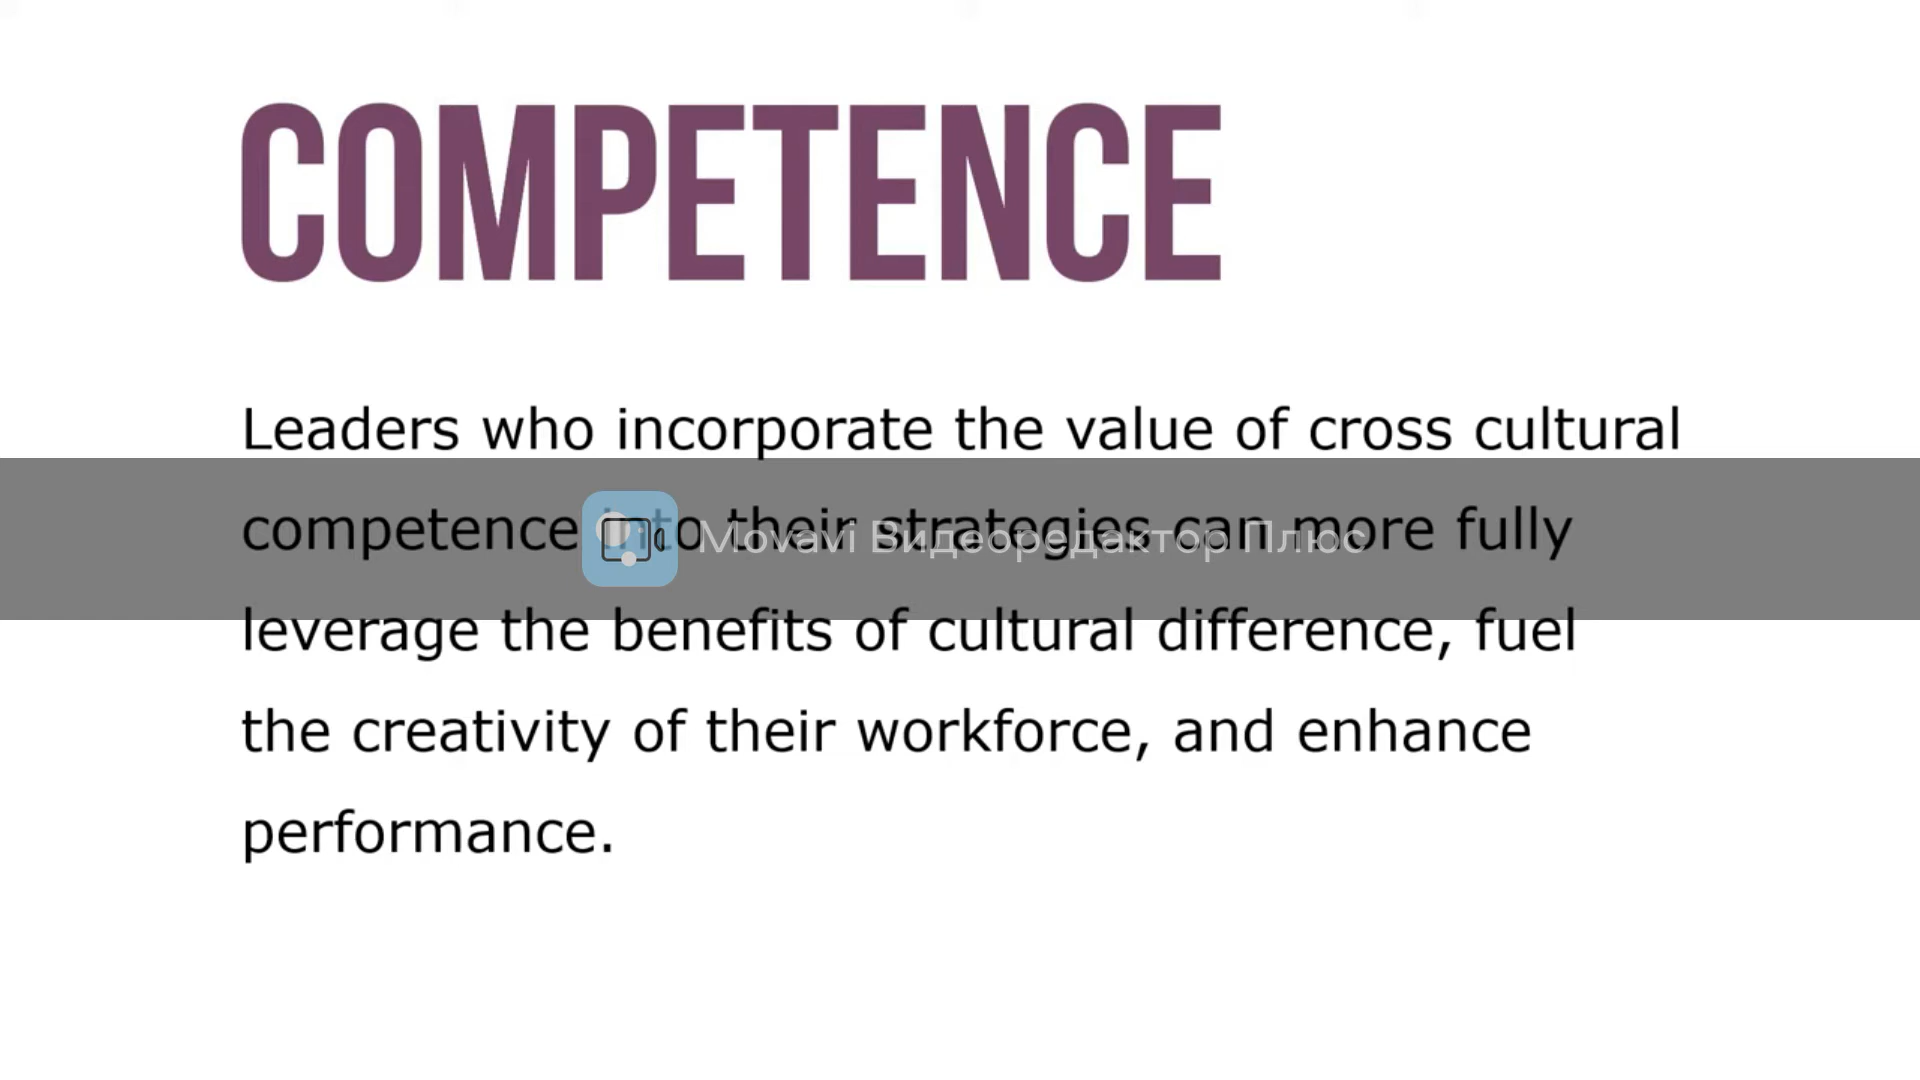 COMPETENCE
Leaders who incorporate the value of cross cultural
competence into their strategies can more fully
Movavi Видеоредактор Плюс
leverage the benefits of cultural difference, fuel
the creativity of their workforce, and enhance
performance.